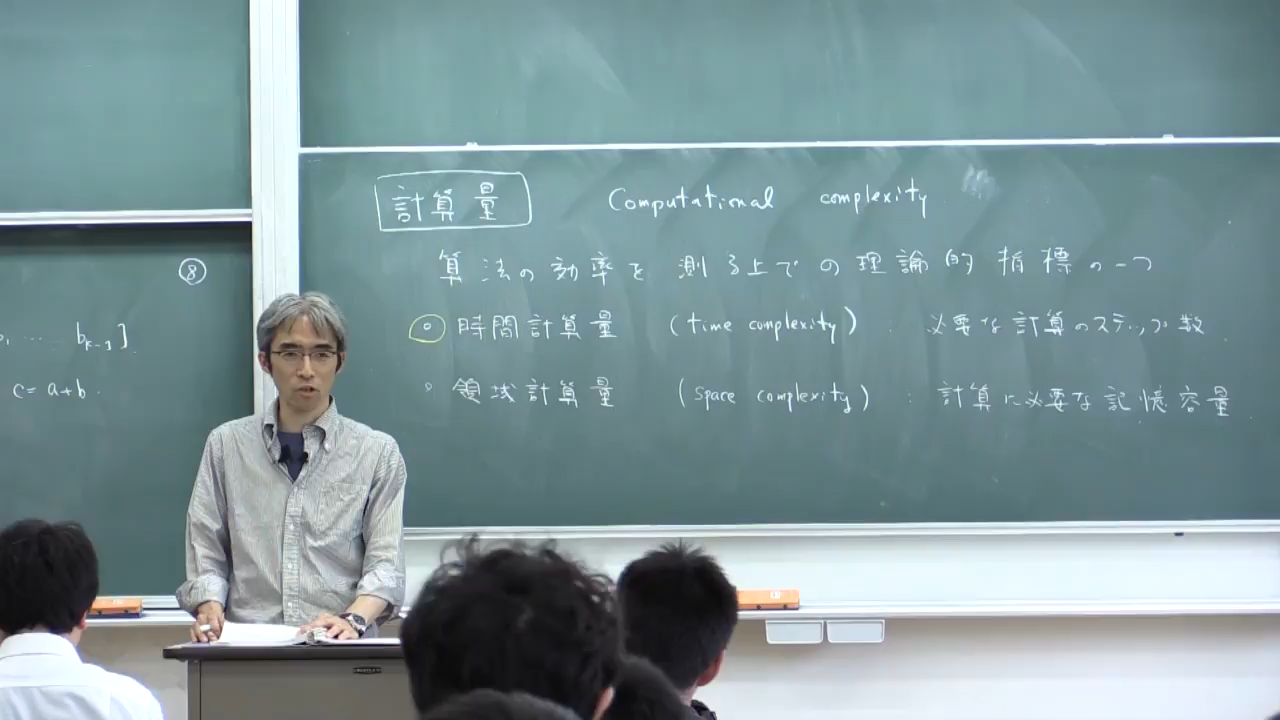 ⑧
b₁ … b_{k-1}].
c = a + b.
計算量 Computational complexity
算法の効率を測る上での理論的指標の一つ
◦ 時間計算量 (time complexity) : 必要な計算のステップ数
◦ 領域計算量 (space complexity) : 計算に必要な記憶容量